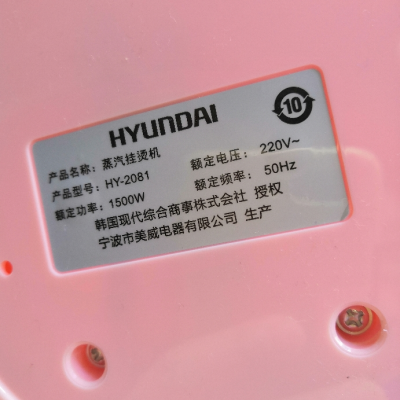 HYUNDAI
10
产品名称: 蒸汽挂烫机
产品型号: HY-2081
额定电压: 220V~
额定功率: 1500W
额定频率: 50Hz
韩国现代综合商事株式会社 授权
宁波市美威电器有限公司 生产